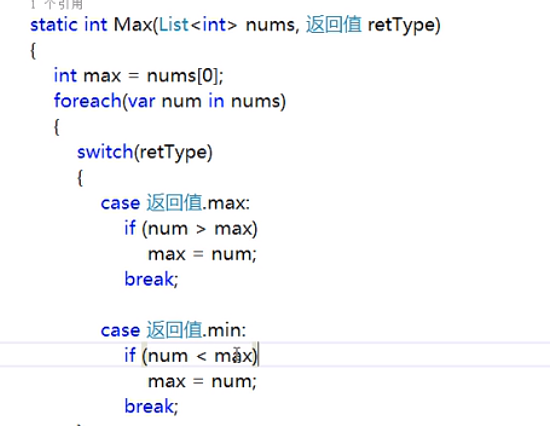 1 个引用
static int Max(List<int> nums, 返回值 retType)
{
int max = nums[0];
foreach(var num in nums)
{
switch(retType)
{
case 返回值.max:
if (num > max)
max = num;
break;
case 返回值.min:
if (num < max)
max = num;
break;